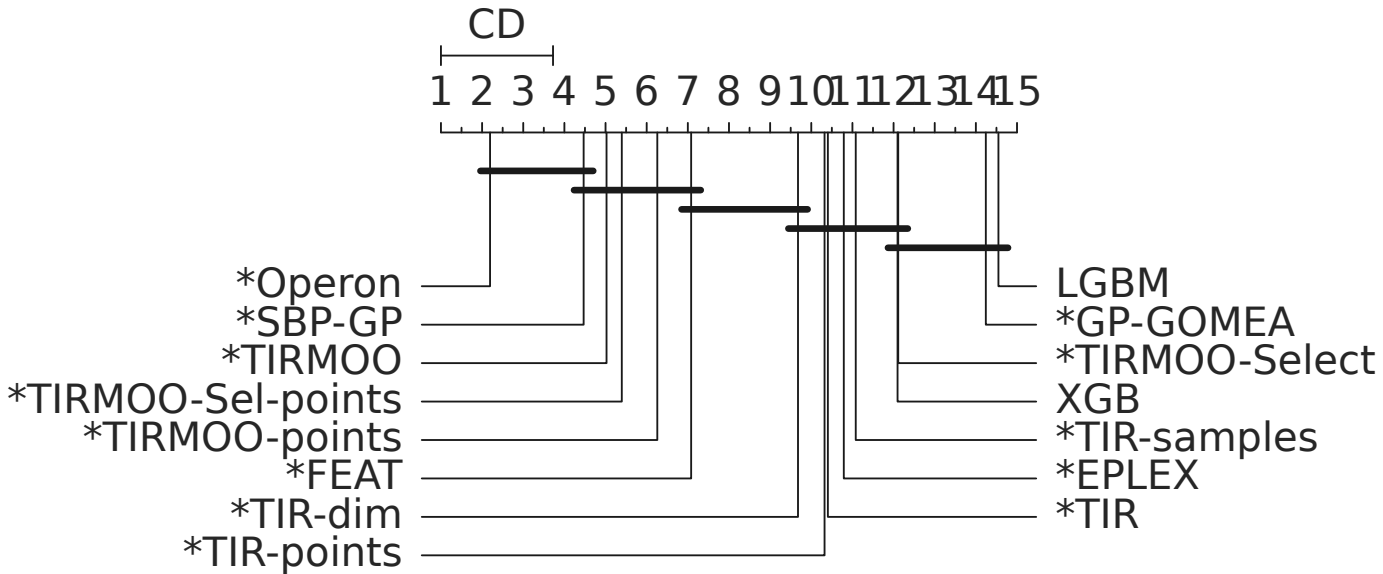 CD
1 2 3 4 5 6 7 8 9 10 11 12 13 14 15
*Operon
*SBP-GP
*TIRMOO
*TIRMOO-Sel-points
*TIRMOO-points
*FEAT
*TIR-dim
*TIR-points
LGBM
*GP-GOMEA
*TIRMOO-Select
XGB
*TIR-samples
*EPLEX
*TIR